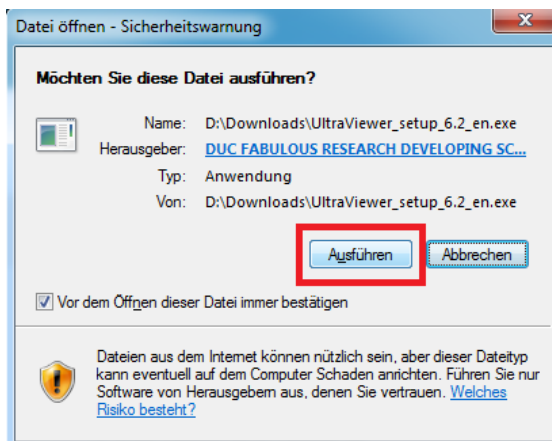 Datei öffnen - Sicherheitswarnung
Möchten Sie diese Datei ausführen?
Name: D:\Downloads\UltraViewer_setup_6.2_en.exe
Herausgeber: DUC FABULOUS RESEARCH DEVELOPING SC...
Typ: Anwendung
Von: D:\Downloads\UltraViewer_setup_6.2_en.exe
Ausführen Abbrechen
Vor dem Öffnen dieser Datei immer bestätigen
Dateien aus dem Internet können nützlich sein, aber dieser Dateityp
kann eventuell auf dem Computer Schaden anrichten. Führen Sie nur
Software von Herausgebern aus, denen Sie vertrauen. Welches
Risiko besteht?